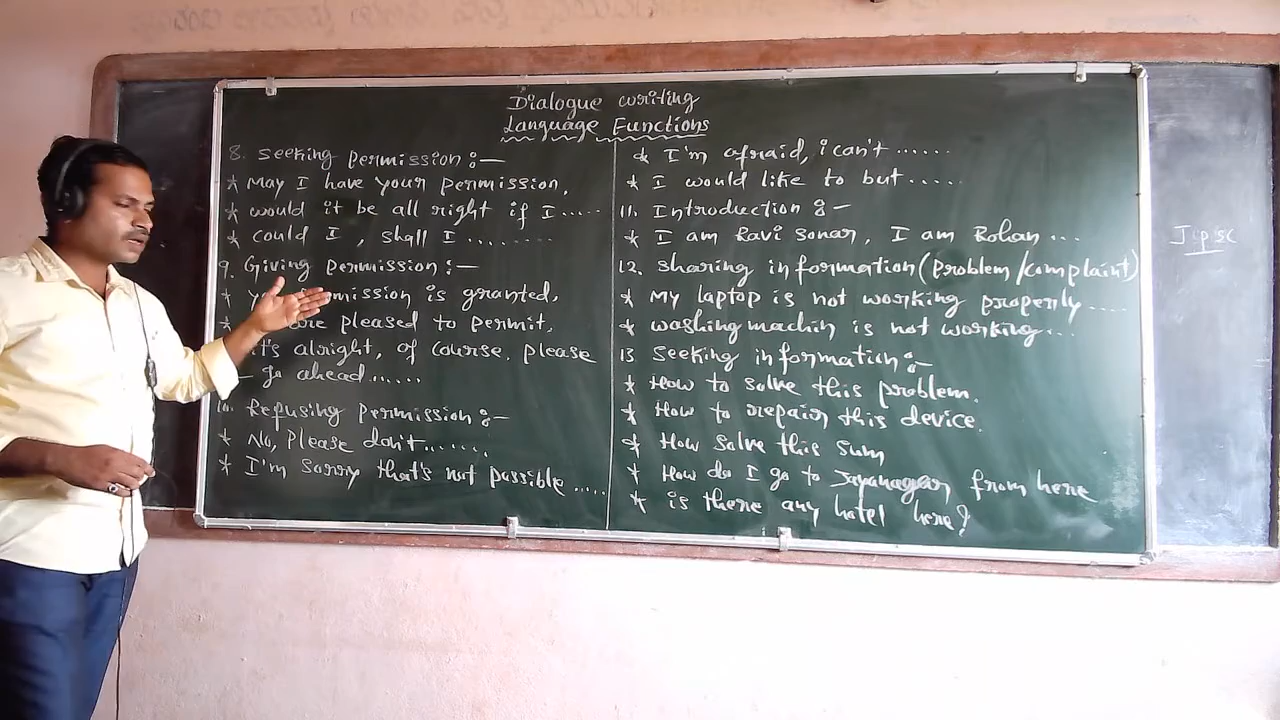 Dialogue writing
Language Functions
8. Seeking permission :-
* May I have your permission.
* would it be all right if I.....
* could I, shall I ........
9. Giving permission :-
* mission is granted.
* are pleased to permit.
it's alright, of course. please
- go ahead......
10. Refusing permission :-
* No, please don't......
* I'm sorry that's not possible .....
* I'm afraid, i can't ......
* I would like to but.....
11. Introduction :-
* I am Ravi Sonar, I am Rohan...
12. Sharing information (problem/complaint)
* My laptop is not working properly....
* washing machin is not working...
13 Seeking information :-
* How to solve this problem.
* How to repair this device.
* How solve this sum
* How do I go to Jayanagar from here
* is there any hotel here?